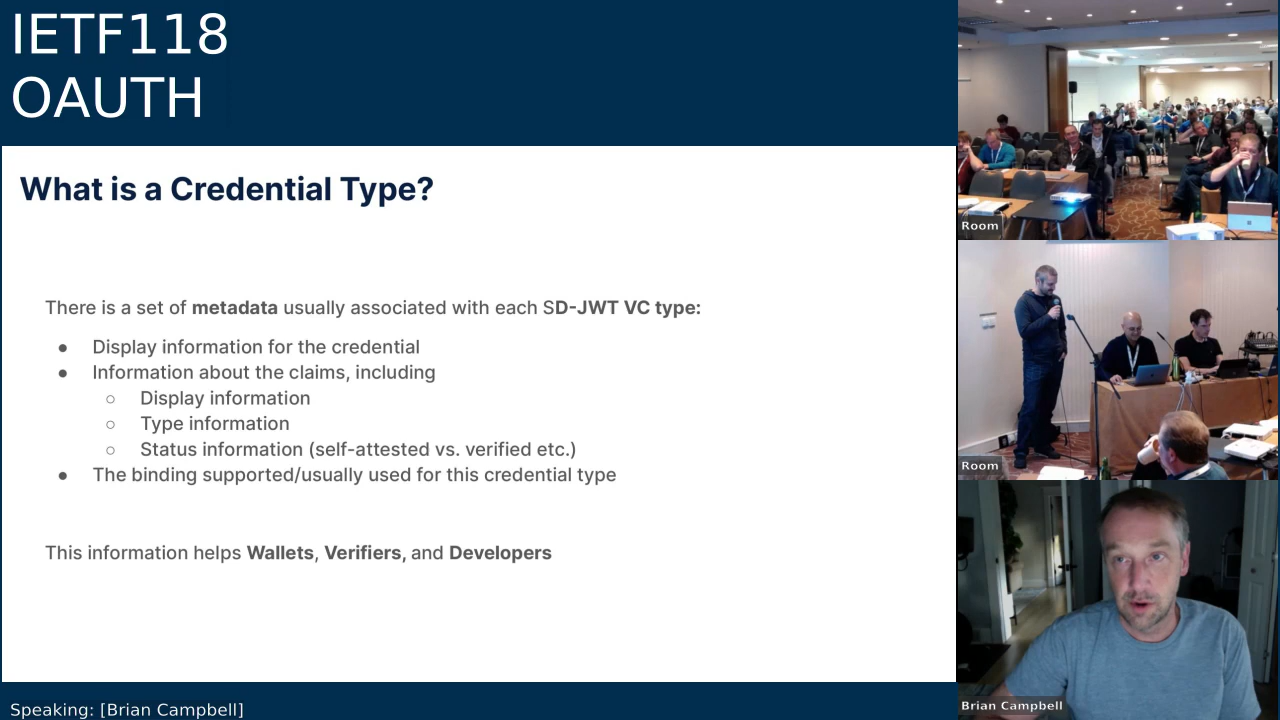 IETF118
OAUTH
What is a Credential Type?
There is a set of metadata usually associated with each SD-JWT VC type:
● Display information for the credential
● Information about the claims, including
○ Display information
○ Type information
○ Status information (self-attested vs. verified etc.)
● The binding supported/usually used for this credential type
This information helps Wallets, Verifiers, and Developers
Speaking: [Brian Campbell]
Room
Room
Brian Campbell